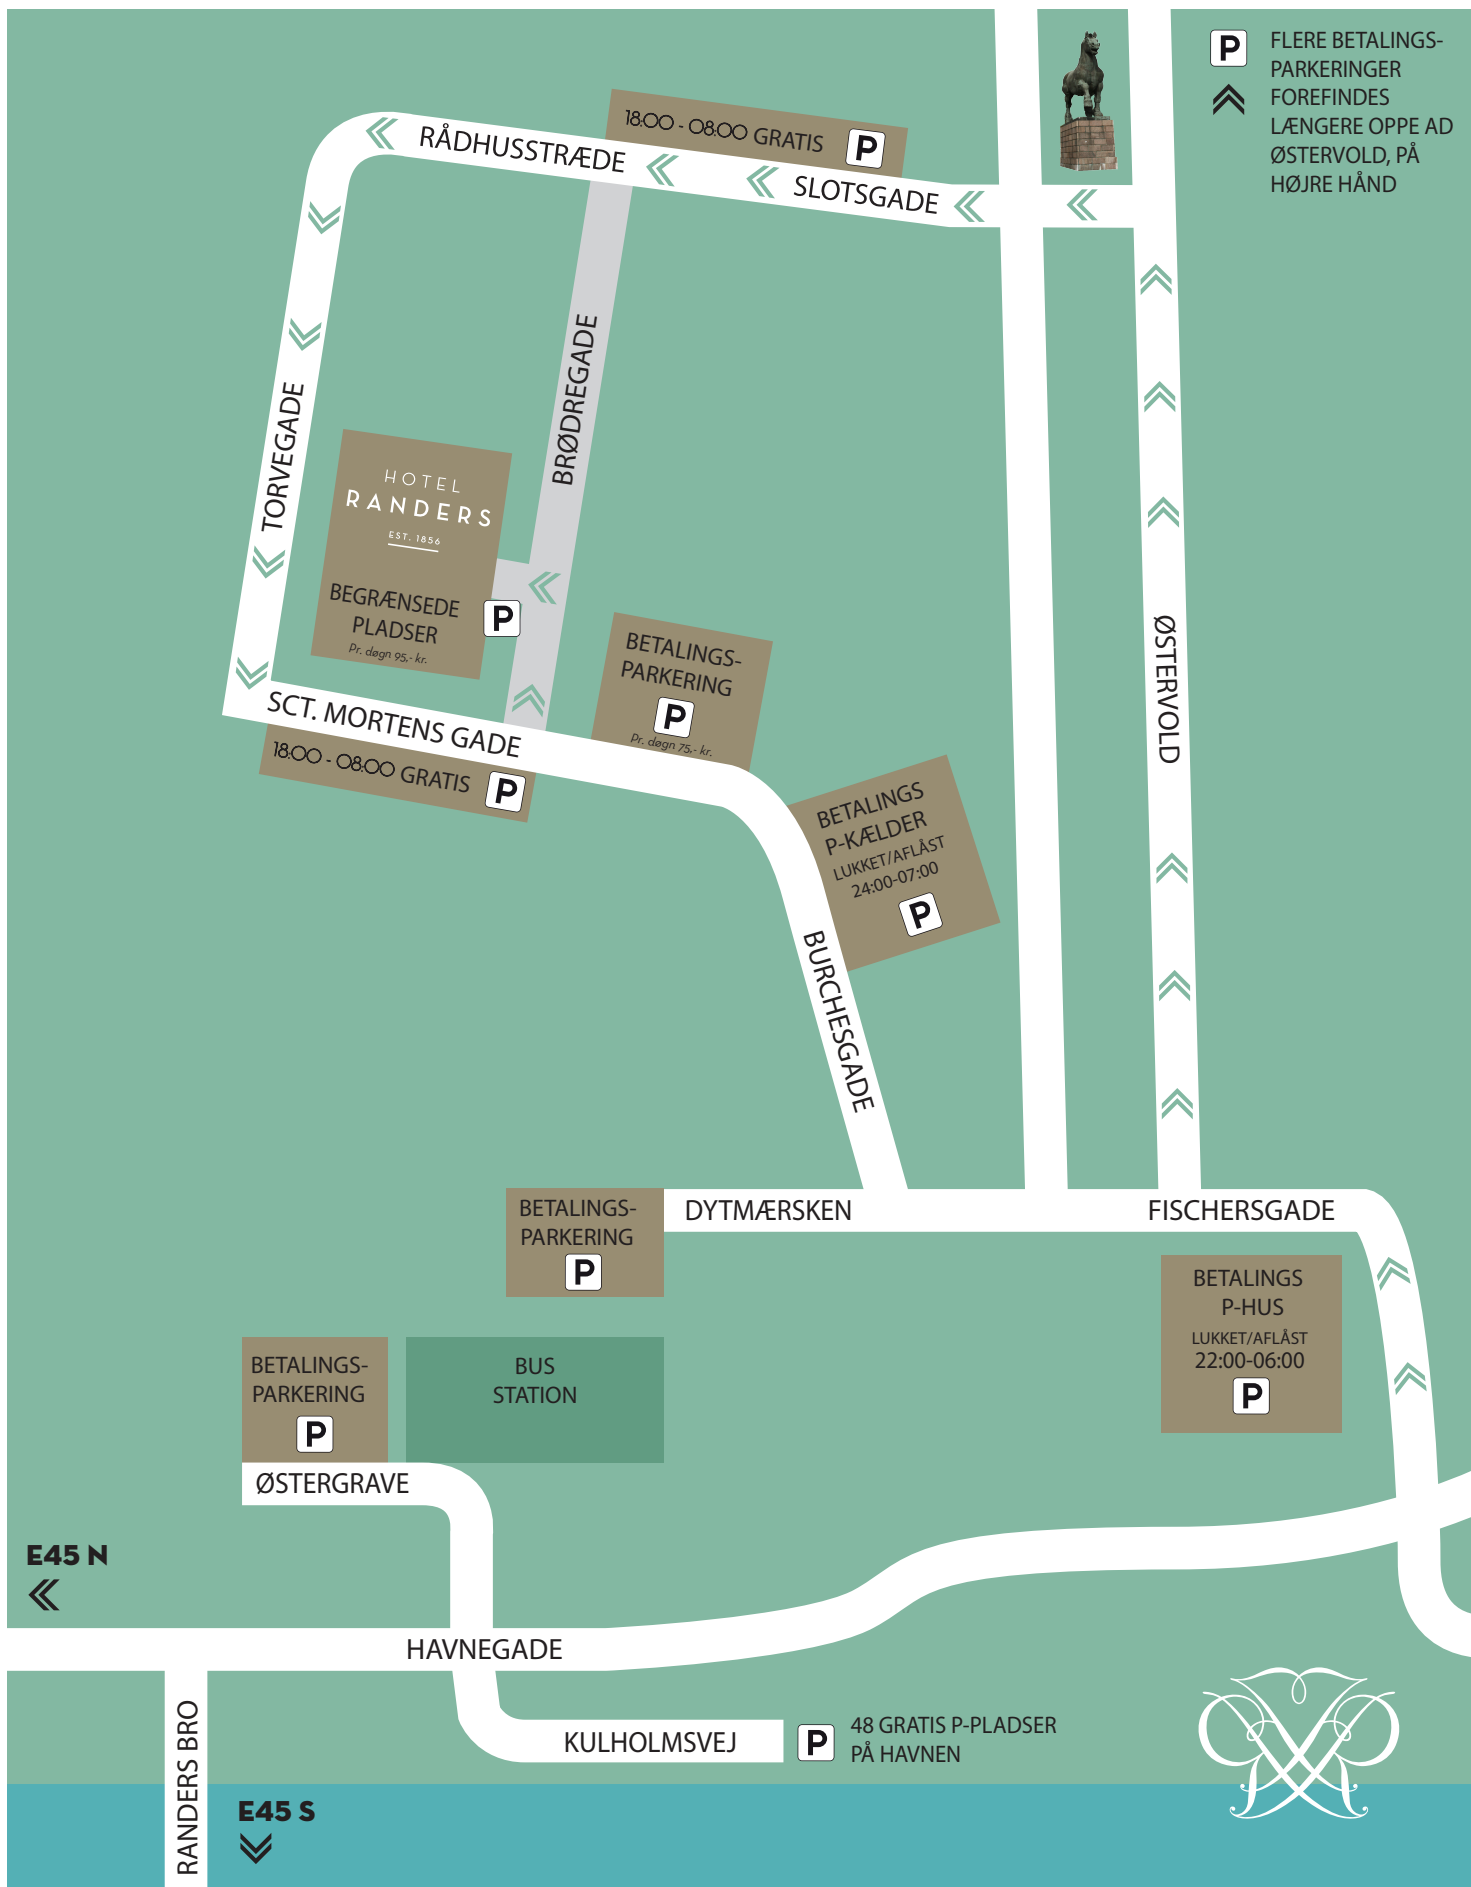 P
FLERE BETALINGS-
PARKERINGER
FOREFINDES
LÆNGERE OPPE AD
ØSTERVOLD, PÅ
HØJRE HÅND
18:00 - 08:00 GRATIS P
RÅDHUSSTRÆDE
SLOTSGADE
BRØDREGADE
TORVEGADE
HOTEL
RANDERS
EST. 1856
BEGRÆNSEDE
PLADSER
Pr. døgn 95,- kr.
P
BETALINGS-
PARKERING
P
Pr. døgn 75,- kr.
ØSTERVOLD
SCT. MORTENS GADE
18:00 - 08:00 GRATIS P
BETALINGS
P-KÆLDER
LUKKET/AFLÅST
24:00-07:00
P
BURCHESGADE
BETALINGS-
PARKERING
P
DYTMÆRSKEN
FISCHERSGADE
BETALINGS
P-HUS
LUKKET/AFLÅST
22:00-06:00
P
BETALINGS-
PARKERING
P
BUS
STATION
ØSTERGRAVE
E45 N
HAVNEGADE
RANDERS BRO
KULHOLMSVEJ
P
48 GRATIS P-PLADSER
PÅ HAVNEN
E45 S